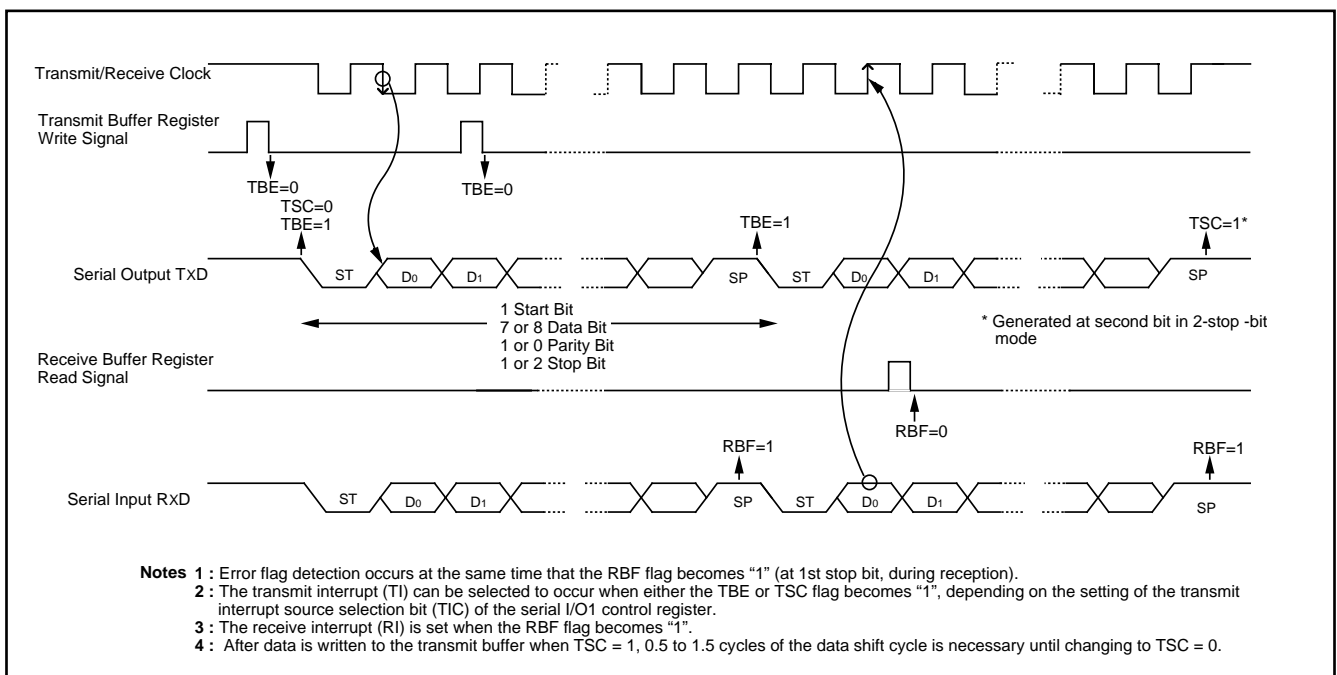 Transmit/Receive Clock
Transmit Buffer Register
Write Signal
TBE=0
TBE=0
TSC=0
TBE=1
TBE=1
TSC=1*
Serial Output TXD
ST
D0
D1
SP
ST
D0
D1
SP
1 Start Bit
7 or 8 Data Bit
1 or 0 Parity Bit
1 or 2 Stop Bit
* Generated at second bit in 2-stop -bit
mode
Receive Buffer Register
Read Signal
RBF=0
RBF=1
RBF=1
Serial Input RXD
ST
D0
D1
SP
ST
D0
D1
SP
Notes 1 : Error flag detection occurs at the same time that the RBF flag becomes “1” (at 1st stop bit, during reception).
2 : The transmit interrupt (TI) can be selected to occur when either the TBE or TSC flag becomes “1”, depending on the setting of the transmit
interrupt source selection bit (TIC) of the serial I/O1 control register.
3 : The receive interrupt (RI) is set when the RBF flag becomes “1”.
4 : After data is written to the transmit buffer when TSC = 1, 0.5 to 1.5 cycles of the data shift cycle is necessary until changing to TSC = 0.